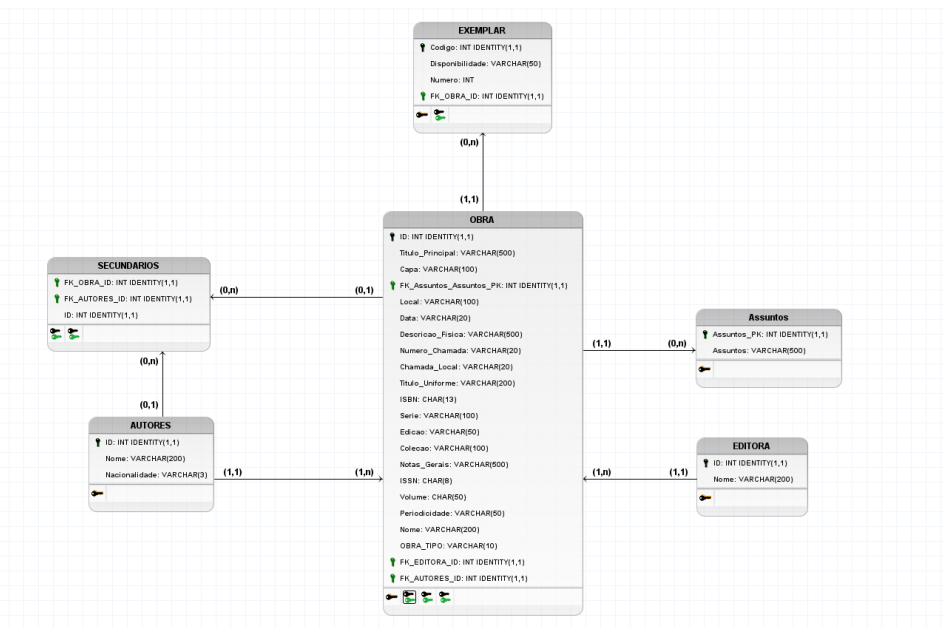 EXEMPLAR
Codigo: INT IDENTITY(1,1)
Disponibilidade: VARCHAR(50)
Numero: INT
FK_OBRA_ID: INT IDENTITY(1,1)
(0,n)
(1,1)
OBRA
ID: INT IDENTITY(1,1)
Titulo_Principal: VARCHAR(500)
Capa: VARCHAR(100)
FK_Assuntos_Assuntos_PK: INT IDENTITY(1,1)
Local: VARCHAR(100)
Data: VARCHAR(20)
Descricao_Fisica: VARCHAR(500)
Numero_Chamada: VARCHAR(20)
Chamada_Local: VARCHAR(20)
Titulo_Uniforme: VARCHAR(200)
ISBN: CHAR(13)
Serie: VARCHAR(100)
Edicao: VARCHAR(50)
Colecao: VARCHAR(100)
Notas_Gerais: VARCHAR(500)
ISSN: CHAR(8)
Volume: CHAR(50)
Periodicidade: VARCHAR(50)
Nome: VARCHAR(200)
OBRA_TIPO: VARCHAR(10)
FK_EDITORA_ID: INT IDENTITY(1,1)
FK_AUTORES_ID: INT IDENTITY(1,1)
SECUNDARIOS
FK_OBRA_ID: INT IDENTITY(1,1)
FK_AUTORES_ID: INT IDENTITY(1,1)
ID: INT IDENTITY(1,1)
(0,n)
(0,1)
(0,n)
(0,1)
AUTORES
ID: INT IDENTITY(1,1)
Nome: VARCHAR(200)
Nacionalidade: VARCHAR(3)
(1,1)
(1,n)
(1,1)
(0,n)
Assuntos
Assuntos_PK: INT IDENTITY(1,1)
Assuntos: VARCHAR(500)
(1,n)
(1,1)
EDITORA
ID: INT IDENTITY(1,1)
Nome: VARCHAR(200)